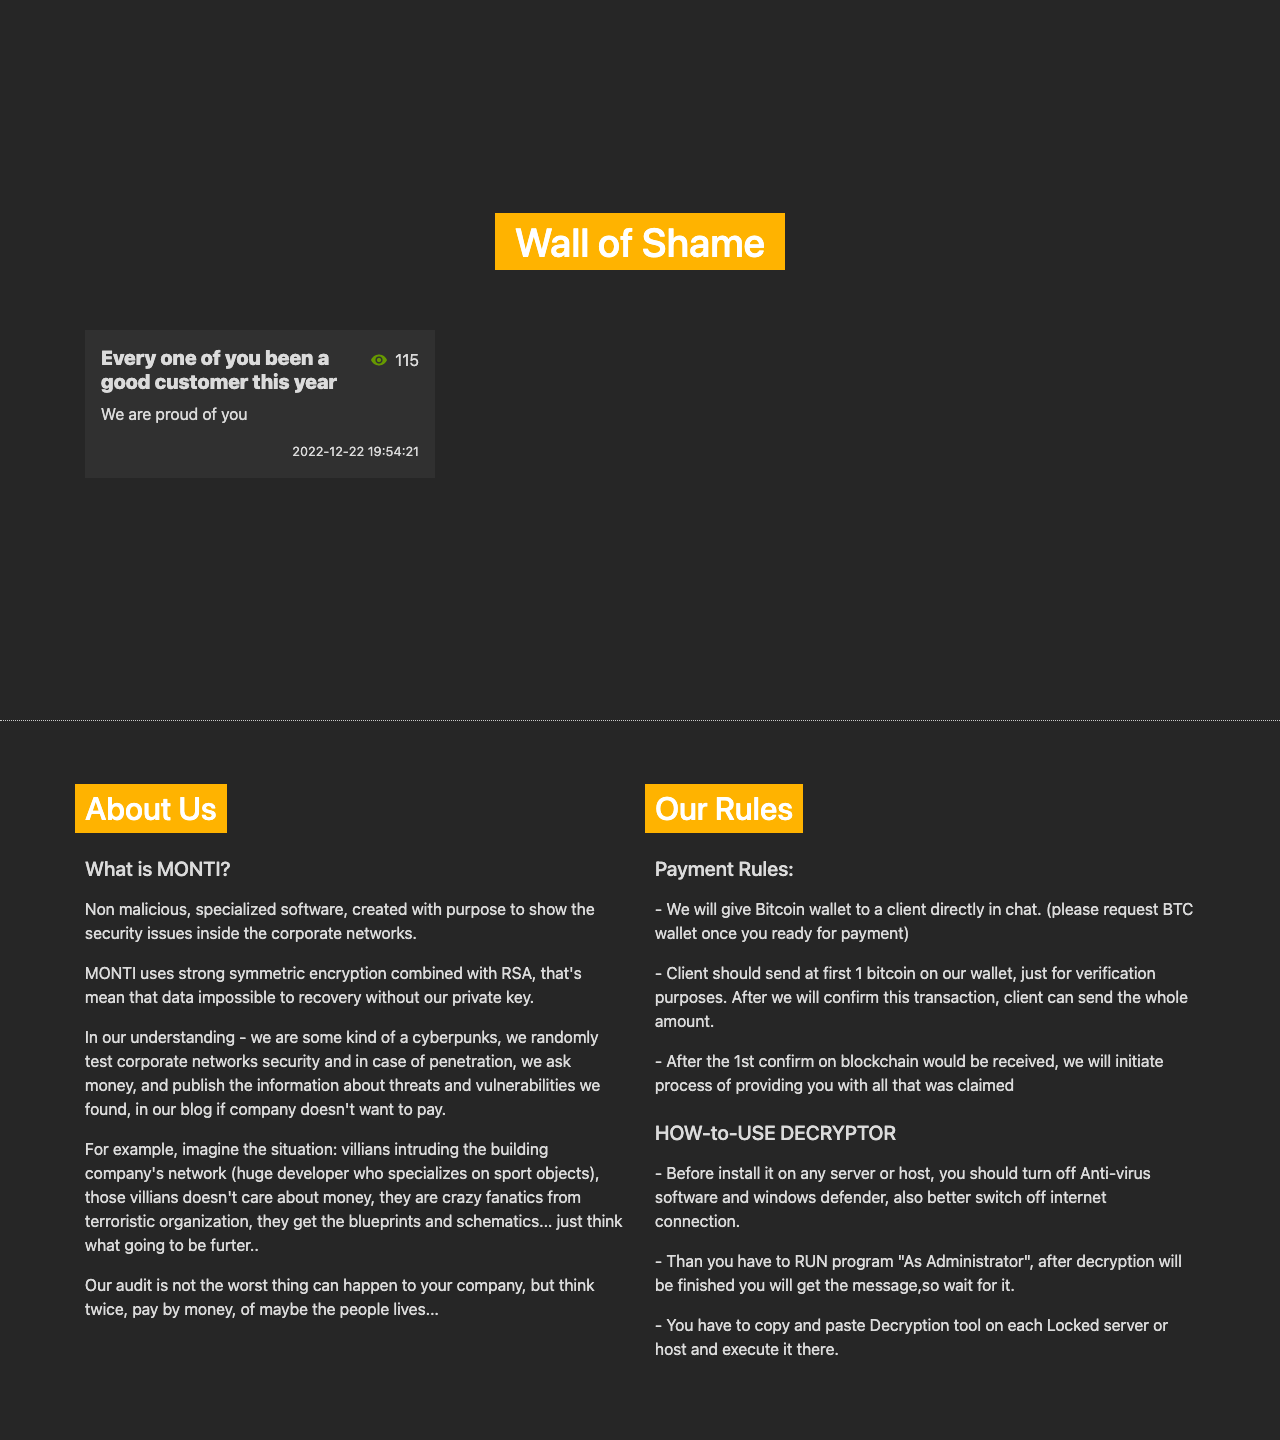 Wall of Shame
Every one of you been a
good customer this year
115
We are proud of you
2022-12-22 19:54:21
About Us
What is MONTI?
Non malicious, specialized software, created with purpose to show the
security issues inside the corporate networks.
MONTI uses strong symmetric encryption combined with RSA, that's
mean that data impossible to recovery without our private key.
In our understanding - we are some kind of a cyberpunks, we randomly
test corporate networks security and in case of penetration, we ask
money, and publish the information about threats and vulnerabilities we
found, in our blog if company doesn't want to pay.
For example, imagine the situation: villians intruding the building
company's network (huge developer who specializes on sport objects),
those villians doesn't care about money, they are crazy fanatics from
terroristic organization, they get the blueprints and schematics... just think
what going to be furter..
Our audit is not the worst thing can happen to your company, but think
twice, pay by money, of maybe the people lives...
Our Rules
Payment Rules:
- We will give Bitcoin wallet to a client directly in chat. (please request BTC
wallet once you ready for payment)
- Client should send at first 1 bitcoin on our wallet, just for verification
purposes. After we will confirm this transaction, client can send the whole
amount.
- After the 1st confirm on blockchain would be received, we will initiate
process of providing you with all that was claimed
HOW-to-USE DECRYPTOR
- Before install it on any server or host, you should turn off Anti-virus
software and windows defender, also better switch off internet
connection.
- Than you have to RUN program "As Administrator", after decryption will
be finished you will get the message,so wait for it.
- You have to copy and paste Decryption tool on each Locked server or
host and execute it there.